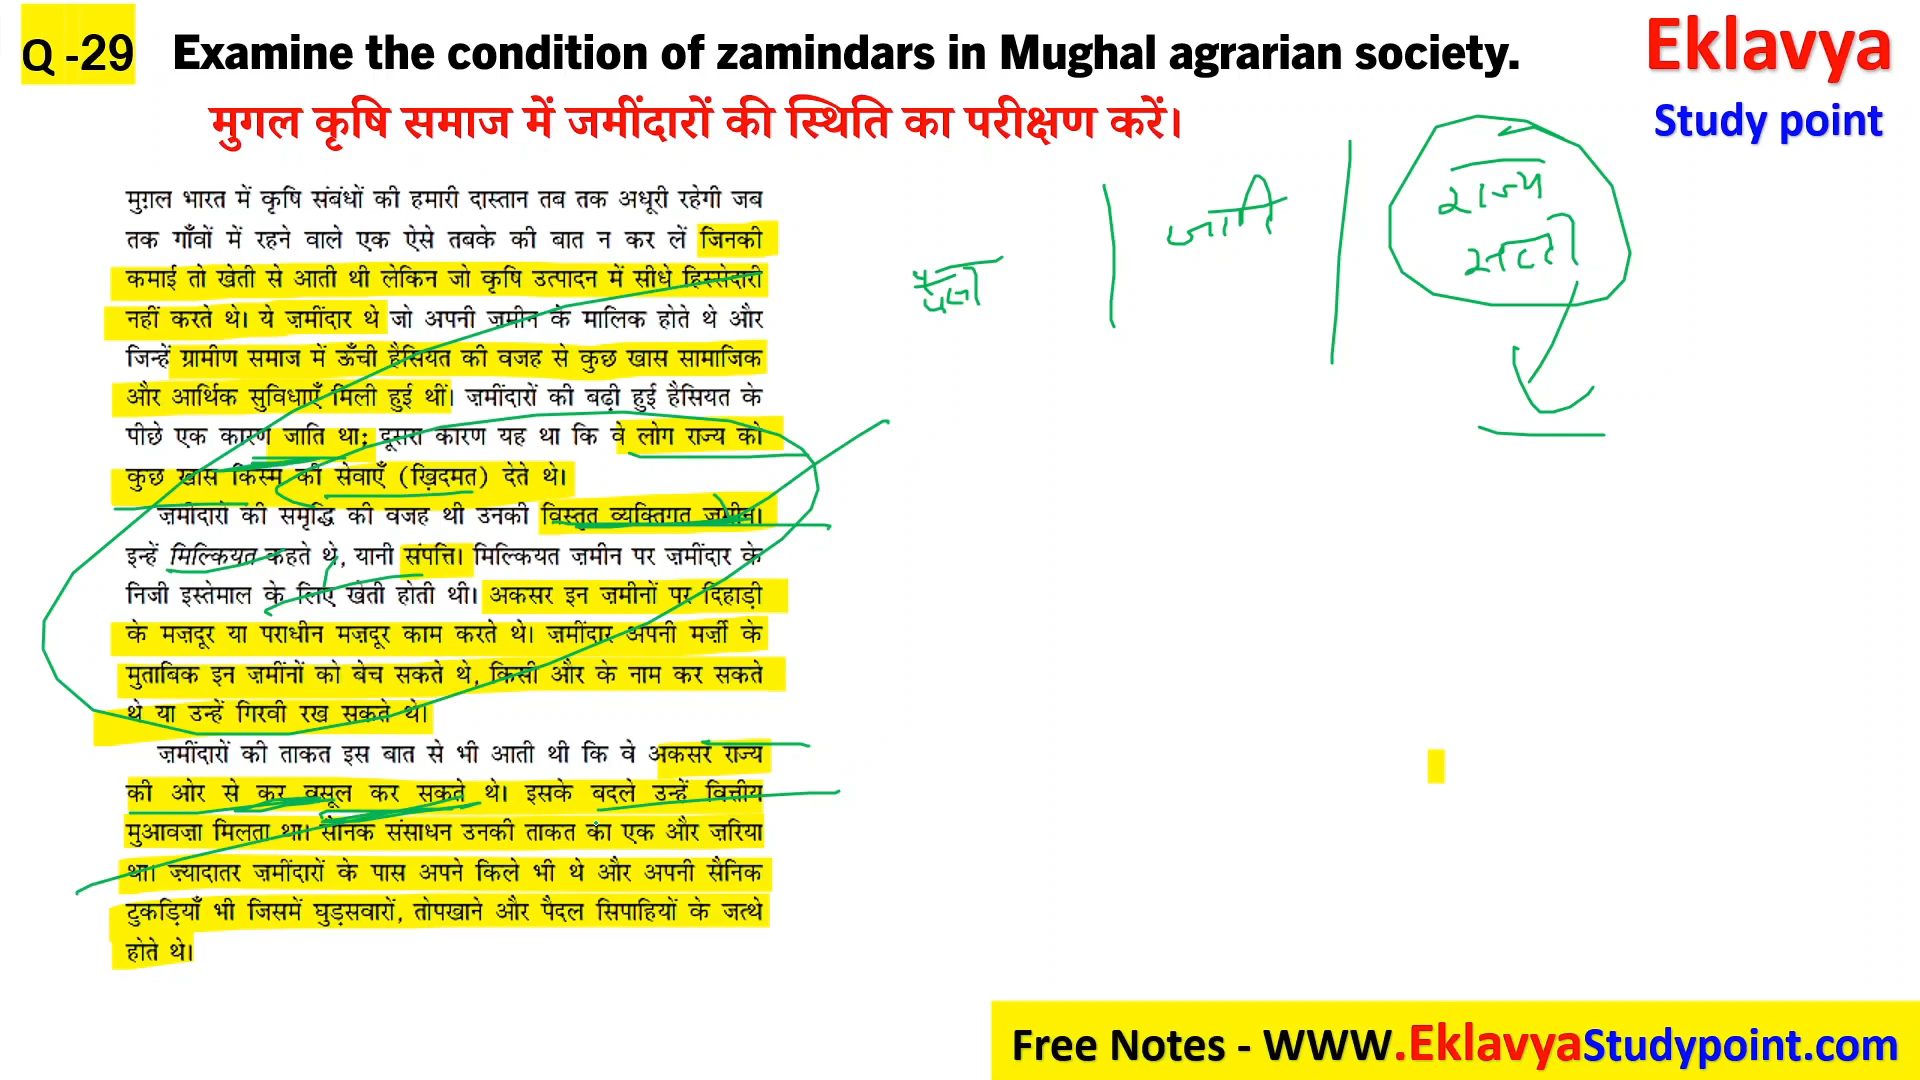 Q -29 Examine the condition of zamindars in Mughal agrarian society.
Eklavya
Study point
मुगल कृषि समाज में जमींदारों की स्थिति का परीक्षण करें।
मुग़ल भारत में कृषि संबंधों की हमारी दास्तान तब तक अधूरी रहेगी जब
तक गाँवों में रहने वाले एक ऐसे तबके की बात न कर लें जिनकी
कमाई तो खेती से आती थी लेकिन जो कृषि उत्पादन में सीधे हिस्सेदारी
नहीं करते थे। ये ज़मींदार थे जो अपनी ज़मीन के मालिक होते थे और
जिन्हें ग्रामीण समाज में ऊँची हैसियत की वजह से कुछ खास सामाजिक
और आर्थिक सुविधाएँ मिली हुई थीं। ज़मींदारों की बढ़ी हुई हैसियत के
पीछे एक कारण जाति था; दूसरा कारण यह था कि वे लोग राज्य को
कुछ खास किस्म की सेवाएँ (ख़िदमत) देते थे।
ज़मींदारों की समृद्धि की वजह थी उनकी विस्तृत व्यक्तिगत ज़मीन।
इन्हें मिल्कियत कहते थे, यानी संपत्ति। मिल्कियत ज़मीन पर ज़मींदार के
निजी इस्तेमाल के लिए खेती होती थी। अकसर इन ज़मीनों पर दिहाड़ी
के मज़दूर या पराधीन मज़दूर काम करते थे। ज़मींदार अपनी मर्ज़ी के
मुताबिक इन ज़मींनों को बेच सकते थे, किसी और के नाम कर सकते
थे या उन्हें गिरवी रख सकते थे।
ज़मींदारों की ताकत इस बात से भी आती थी कि वे अकसर राज्य
की ओर से कर वसूल कर सकते थे। इसके बदले उन्हें वित्तीय
मुआवज़ा मिलता था। सैनिक संसाधन उनकी ताकत का एक और ज़रिया
था। ज़्यादातर ज़मींदारों के पास अपने किले भी थे और अपनी सैनिक
टुकड़ियाँ भी जिसमें घुड़सवारों, तोपखाने और पैदल सिपाहियों के जत्थे
होते थे।
जाति
राज्य
Free Notes - WWW.EklavyaStudypoint.com